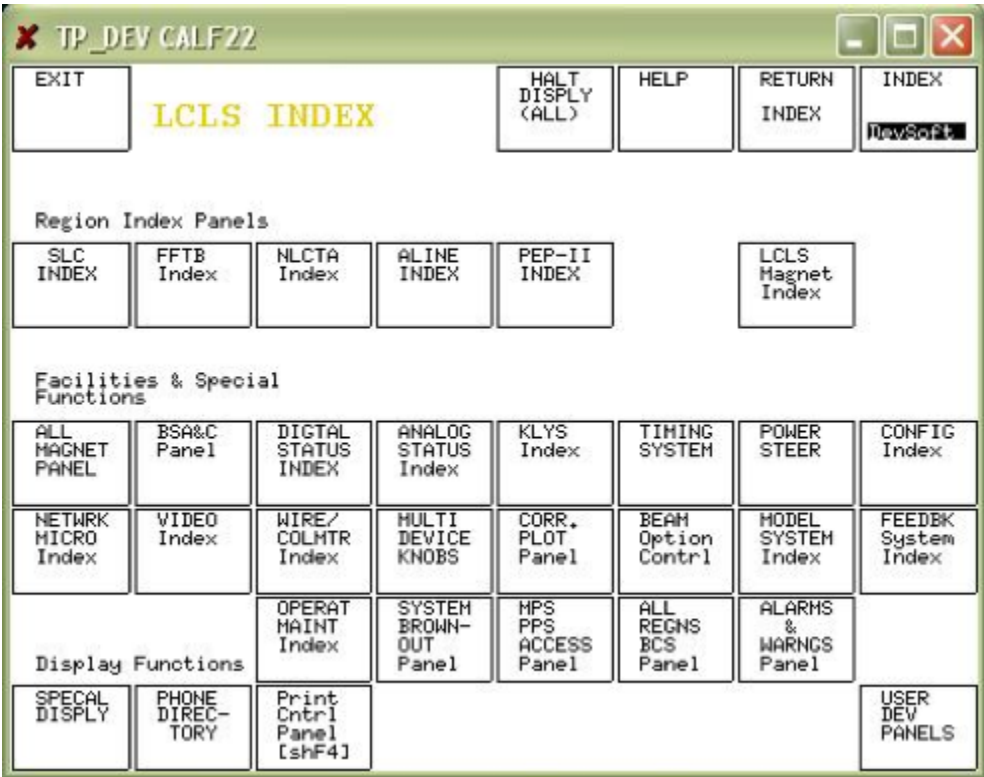 TP_DEV CALF22
EXIT
LCLS INDEX
HALT
DISPLY
(ALL)
HELP
RETURN
INDEX
INDEX
DevSoft
Region Index Panels
SLC
INDEX
FFTB
Index
NLCTA
Index
ALINE
INDEX
PEP-II
INDEX
LCLS
Magnet
Index
Facilities & Special
Functions
ALL
MAGNET
PANEL
BSA&C
Panel
DIGTAL
STATUS
INDEX
ANALOG
STATUS
Index
KLYS
Index
TIMING
SYSTEM
POWER
STEER
CONFIG
Index
NETWRK
MICRO
Index
VIDEO
Index
WIRE/
COLMTR
Index
MULTI
DEVICE
KNOBS
CORR.
PLOT
Panel
BEAM
Option
Contrl
MODEL
SYSTEM
Index
FEEDBK
System
Index
OPERAT
MAINT
Index
SYSTEM
BROWN-
OUT
Panel
MPS
PPS
ACCESS
Panel
ALL
REGNS
BCS
Panel
ALARMS
&
WARNGS
Panel
Display Functions
SPECAL
DISPLY
PHONE
DIREC-
TORY
Print
Cntrl
Panel
[shF4]
USER
DEV
PANELS